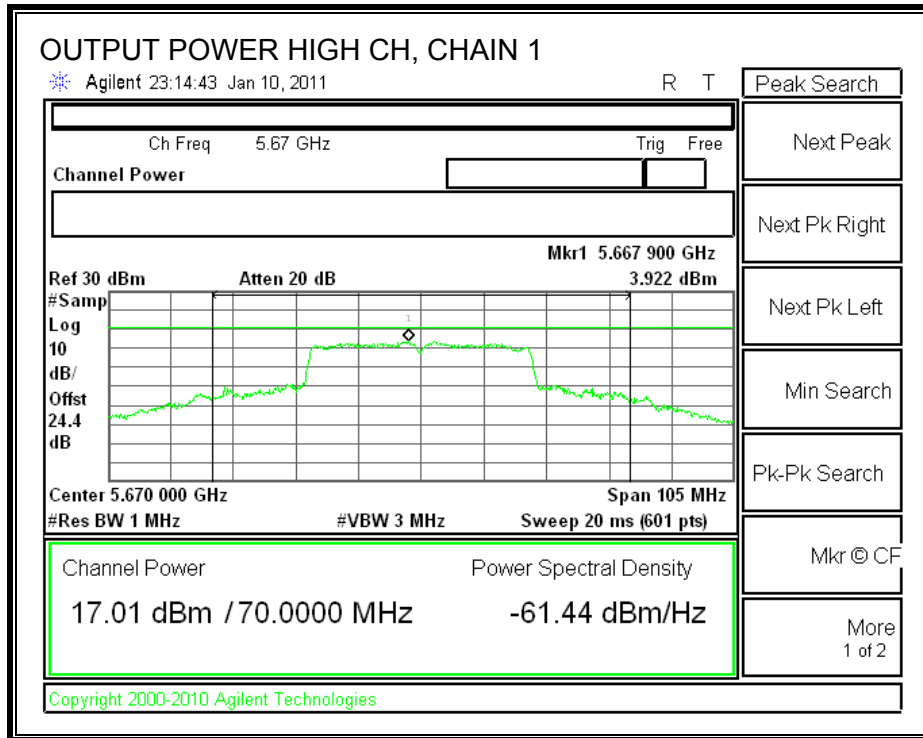 OUTPUT POWER HIGH CH, CHAIN 1
Agilent 23:14:43 Jan 10, 2011 R T
Peak Search
Ch Freq 5.67 GHz Trig Free
Channel Power
Mkr1 5.667 900 GHz
Ref 30 dBm Atten 20 dB 3.922 dBm
#Samp
Log
10
dB/
Offst
24.4
dB
1
Center 5.670 000 GHz Span 105 MHz
#Res BW 1 MHz #VBW 3 MHz Sweep 20 ms (601 pts)
Channel Power Power Spectral Density
17.01 dBm / 70.0000 MHz -61.44 dBm/Hz
Copyright 2000-2010 Agilent Technologies
Next Peak
Next Pk Right
Next Pk Left
Min Search
Pk-Pk Search
Mkr © CF
More
1 of 2